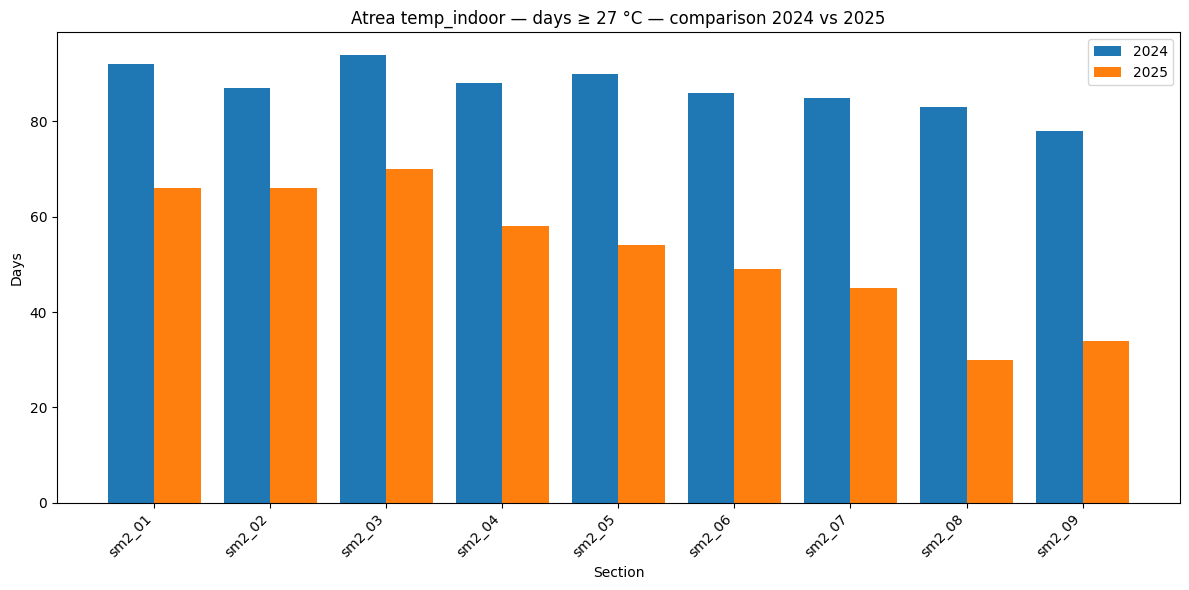 Atrea temp_indoor — days ≥ 27 °C — comparison 2024 vs 2025
2024
2025
Days
80
60
40
20
0
sm2_01
sm2_02
sm2_03
sm2_04
sm2_05
sm2_06
sm2_07
sm2_08
sm2_09
Section